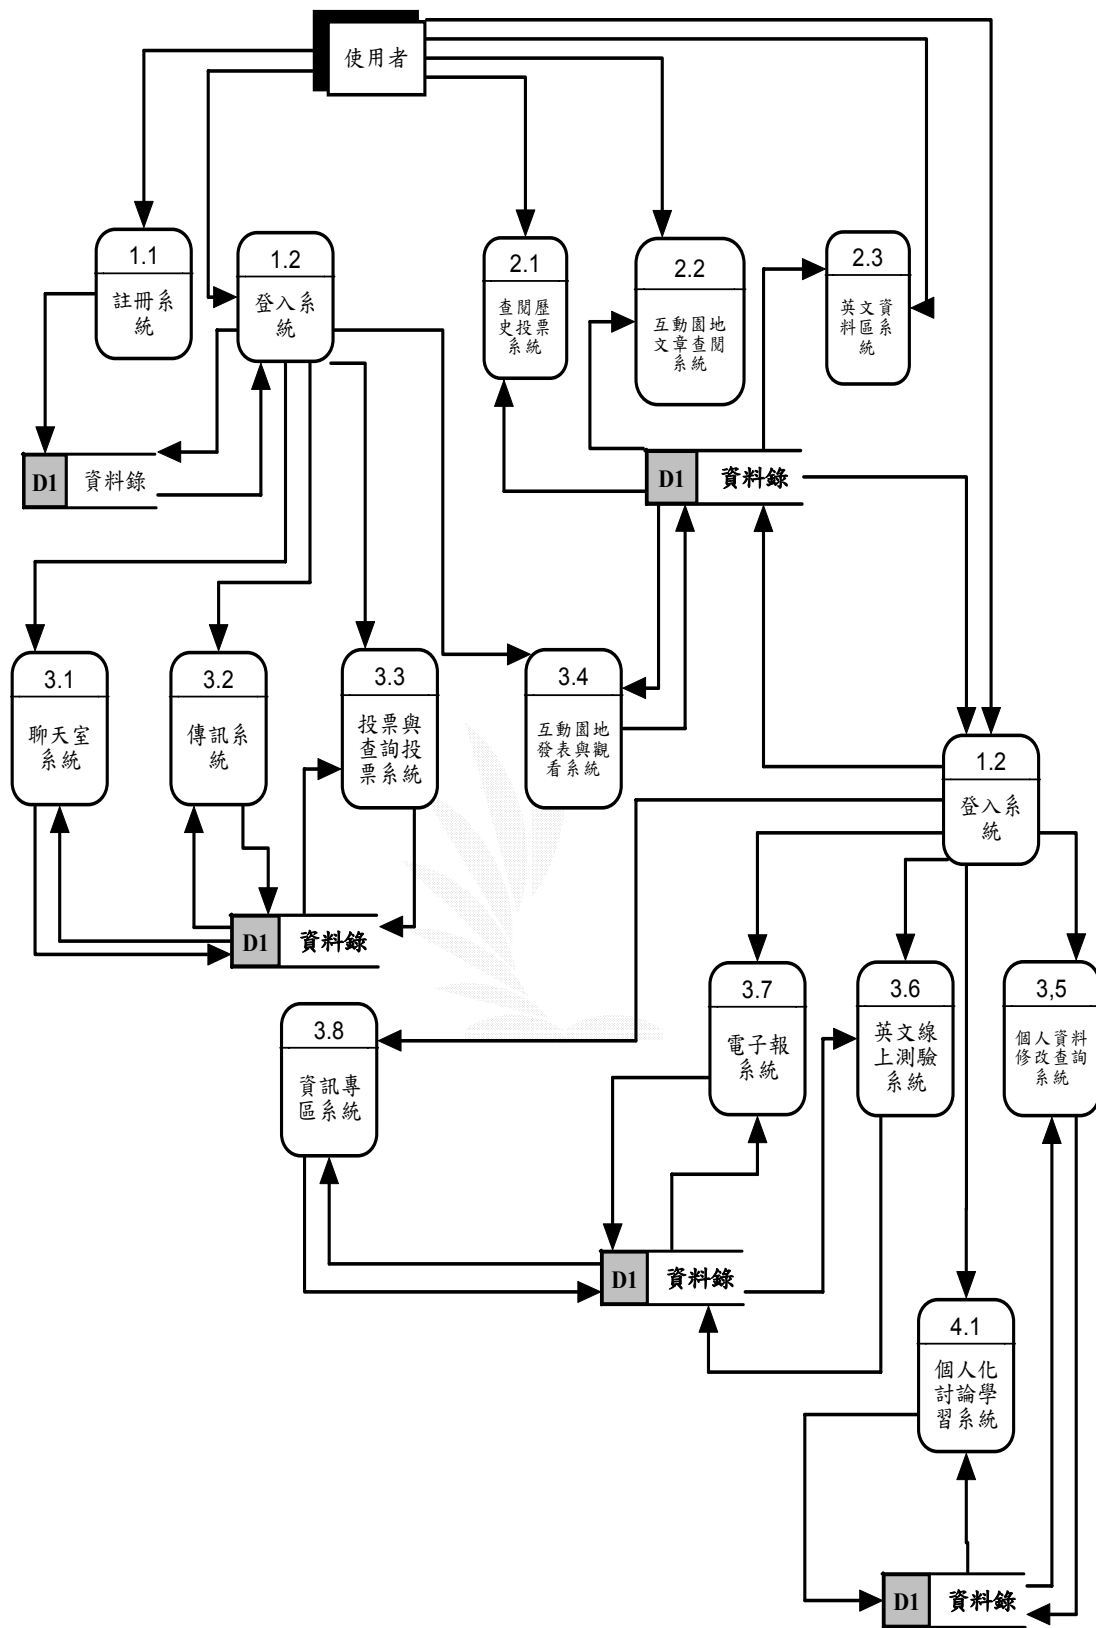 使用者
1.1
註冊系
統
1.2
登入系
統
2.1
查閱歷
史投票
系統
2.2
互動園地
文章查閱
系統
2.3
英文資
料區系
統
D1 資料錄
D1 資料錄
3.1
聊天室
系統
3.2
傳訊系
統
3.3
投票與
查詢投
票系統
3.4
互動園地
發表與觀
看系統
1.2
登入系
統
D1 資料錄
3.8
資訊專
區系統
3.7
電子報
系統
3.6
英文線
上測驗
系統
3,5
個人資料
修改查詢
系統
D1 資料錄
4.1
個人化
討論學
習系統
D1 資料錄